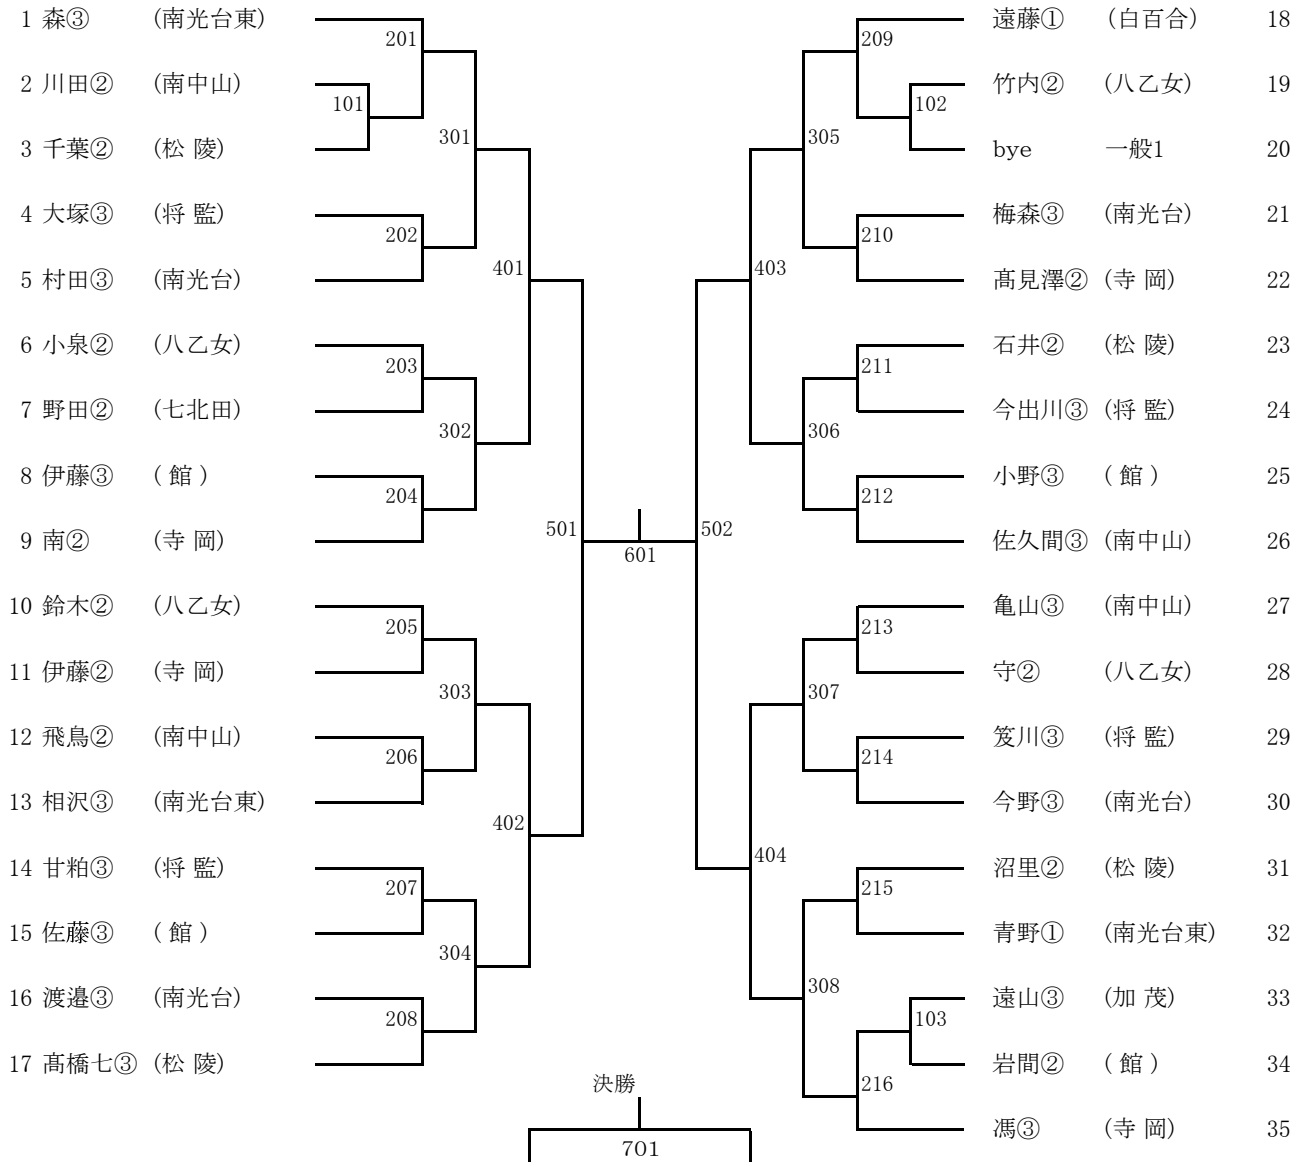 1 森③ (南光台東)
2 川田② (南中山)
3 千葉② (松 陵)
4 大塚③ (将 監)
5 村田③ (南光台)
6 小泉② (八乙女)
7 野田② (七北田)
8 伊藤③ ( 館 )
9 南② (寺 岡)
10 鈴木② (八乙女)
11 伊藤② (寺 岡)
12 飛鳥② (南中山)
13 相沢③ (南光台東)
14 甘粕③ (将 監)
15 佐藤③ ( 館 )
16 渡邉③ (南光台)
17 髙橋七③ (松 陵)
101
201
202
203
204
205
206
207
208
301
302
303
304
401
402
501
601
502
403
404
305
306
307
308
209
210
211
212
213
214
215
216
102
103
遠藤① (白百合) 18
竹内② (八乙女) 19
bye 一般1 20
梅森③ (南光台) 21
髙見澤② (寺 岡) 22
石井② (松 陵) 23
今出川③ (将 監) 24
小野③ ( 館 ) 25
佐久間③ (南中山) 26
亀山③ (南中山) 27
守② (八乙女) 28
笈川③ (将 監) 29
今野③ (南光台) 30
沼里② (松 陵) 31
青野① (南光台東) 32
遠山③ (加 茂) 33
岩間② ( 館 ) 34
馮③ (寺 岡) 35
決勝
701